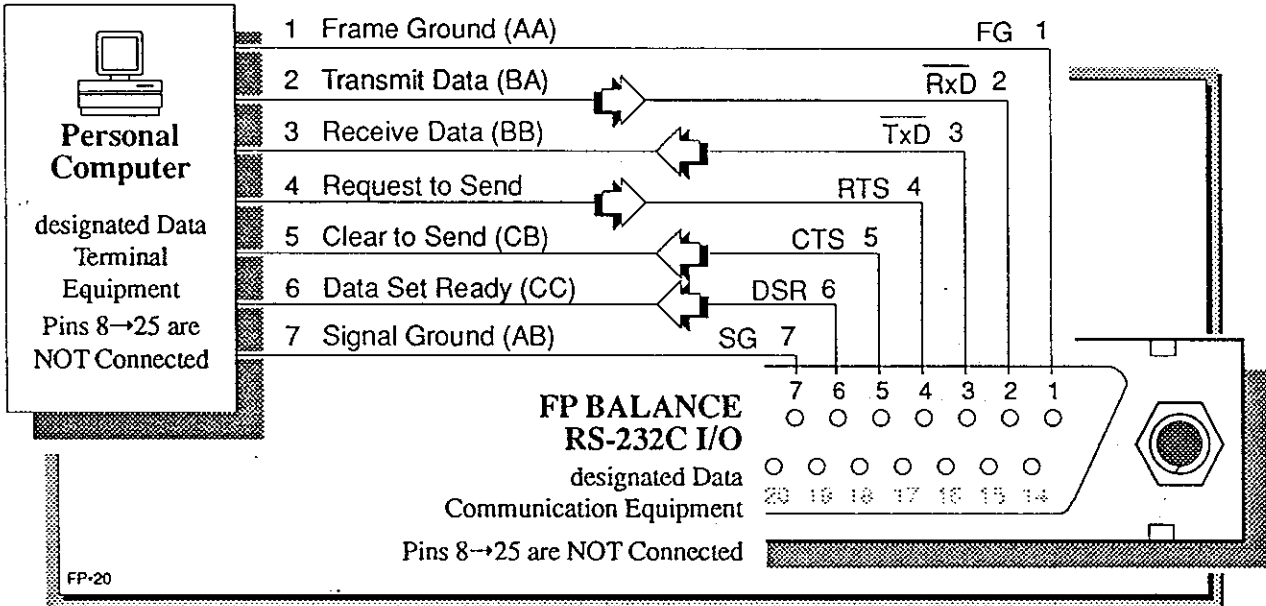 1 Frame Ground (AA) FG 1
2 Transmit Data (BA) RxD 2
3 Receive Data (BB) TxD 3
4 Request to Send RTS 4
5 Clear to Send (CB) CTS 5
6 Data Set Ready (CC) DSR 6
7 Signal Ground (AB) SG 7
Personal
Computer
designated Data
Terminal
Equipment
Pins 8→25 are
NOT Connected
7 6 5 4 3 2 1
20 19 18 17 16 15 14
FP BALANCE
RS-232C I/O
designated Data
Communication Equipment
Pins 8→25 are NOT Connected
FP-20